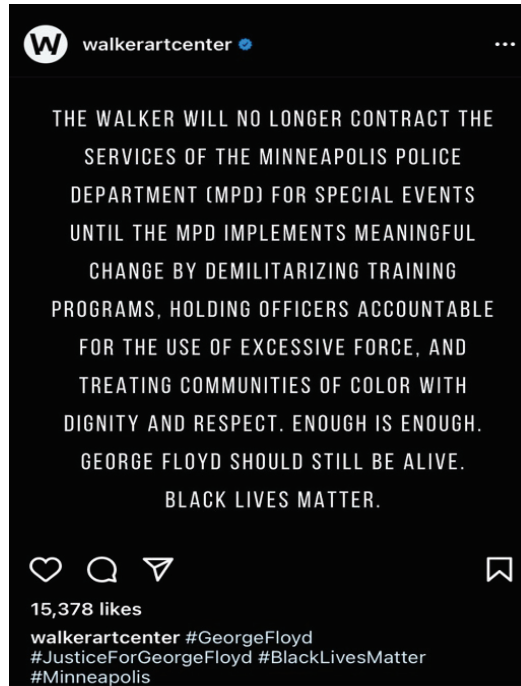 W walkerartcenter
THE WALKER WILL NO LONGER CONTRACT THE
SERVICES OF THE MINNEAPOLIS POLICE
DEPARTMENT (MPD) FOR SPECIAL EVENTS
UNTIL THE MPD IMPLEMENTS MEANINGFUL
CHANGE BY DEMILITARIZING TRAINING
PROGRAMS, HOLDING OFFICERS ACCOUNTABLE
FOR THE USE OF EXCESSIVE FORCE, AND
TREATING COMMUNITIES OF COLOR WITH
DIGNITY AND RESPECT. ENOUGH IS ENOUGH.
GEORGE FLOYD SHOULD STILL BE ALIVE.
BLACK LIVES MATTER.
15,378 likes
walkerartcenter #GeorgeFloyd
#JusticeForGeorgeFloyd #BlackLivesMatter
#Minneapolis